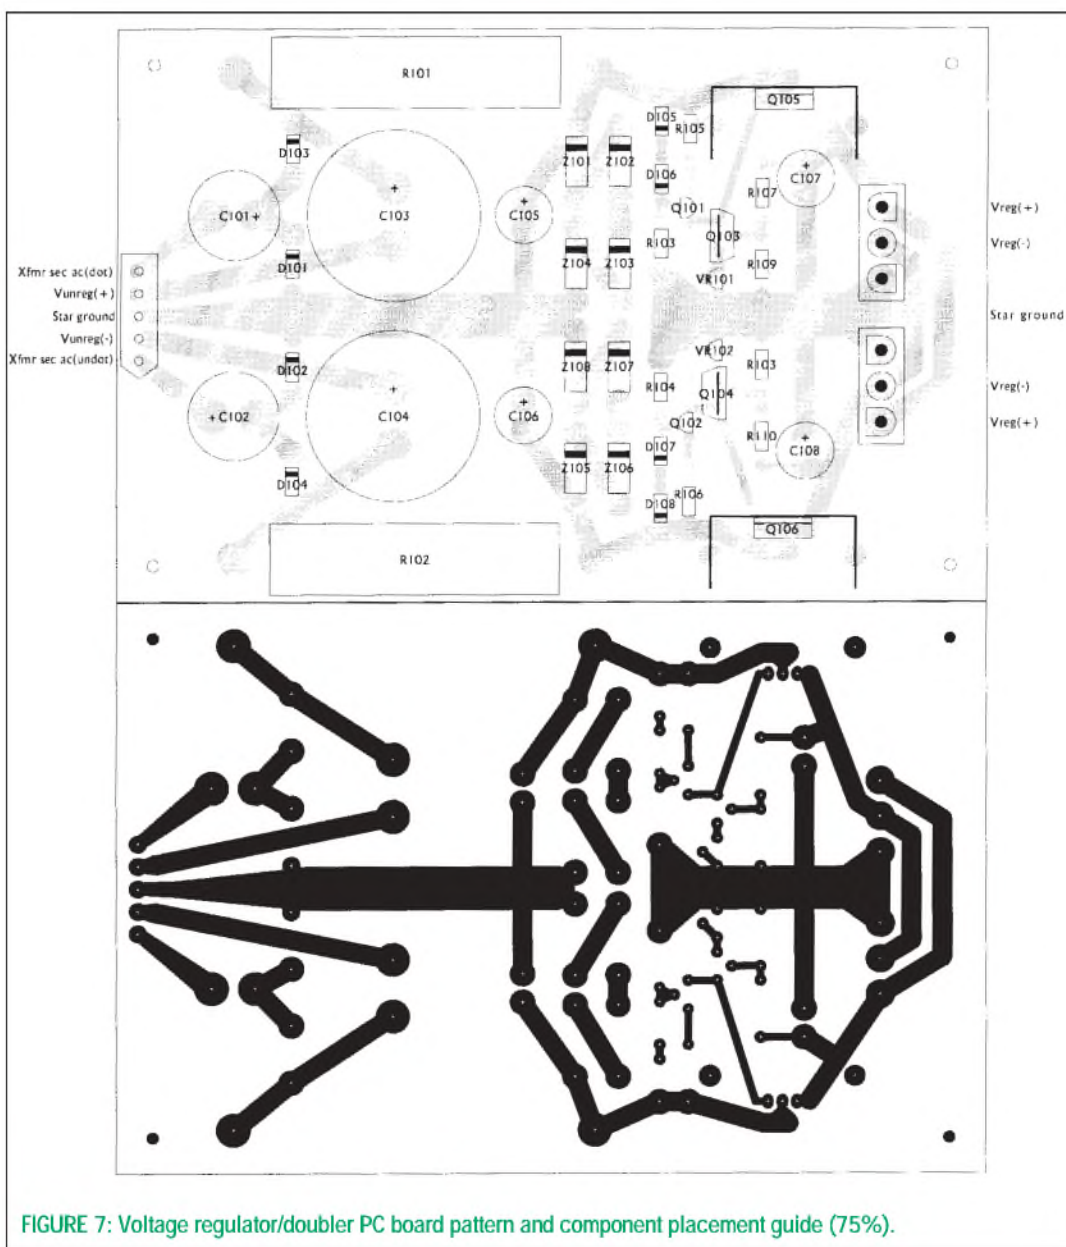 R101
Q105
D105
R105
D103
Z101
Z102
D106
C107
R107
C101+
C103
C105
Q101
Vreg(+)
Q103
R103
Vreg(-)
D101
Z104
Z103
R109
Xfmr sec ac(dot)
VR101
Vunreg(+)
Star ground
Star ground
Vunreg(-)
VR102
Xfmr sec ac(undot)
D102
Z108
Z107
R103
R104
Q104
Vreg(-)
+C102
C104
C106
Q102
Vreg(+)
D107
R110
C108
Z105
Z106
D104
R106
D108
Q106
R102
FIGURE 7: Voltage regulator/doubler PC board pattern and component placement guide (75%).